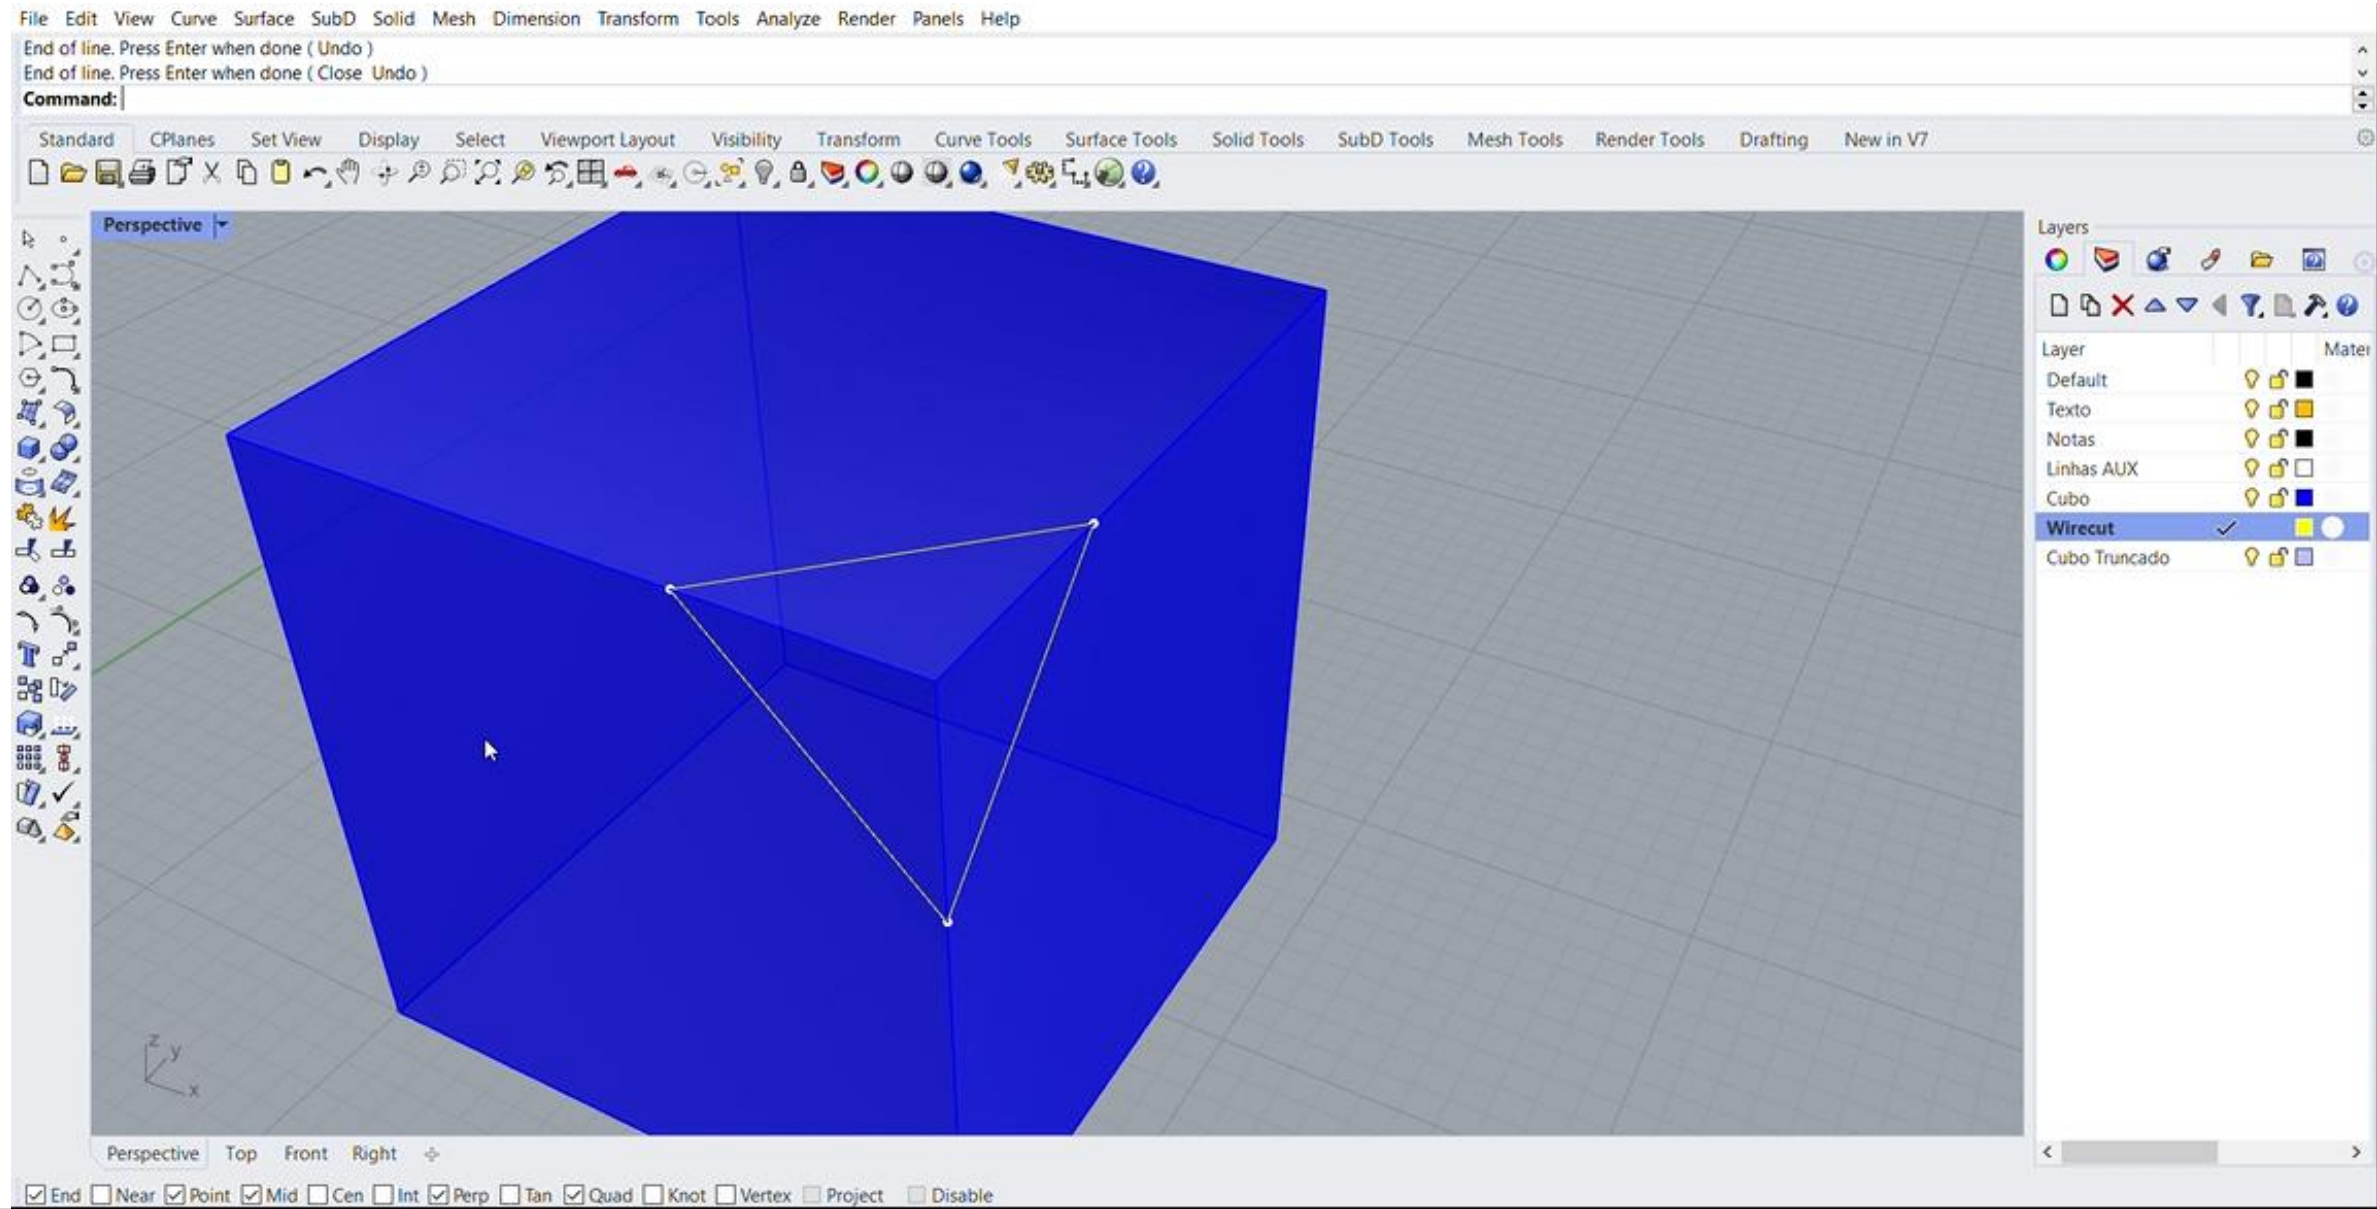 File Edit View Curve Surface SubD Solid Mesh Dimension Transform Tools Analyze Render Panels Help
End of line. Press Enter when done ( Undo )
End of line. Press Enter when done ( Close Undo )
Command:
Standard CPlanes Set View Display Select Viewport Layout Visibility Transform Curve Tools Surface Tools Solid Tools SubD Tools Mesh Tools Render Tools Drafting New in V7
Perspective
Layers
Layer Mater
Default
Texto
Notas
Linhas AUX
Cubo
Wirecut
Cubo Truncado
z
y
x
Perspective Top Front Right
End Near Point Mid Cen Int Perp Tan Quad Knot Vertex Project Disable